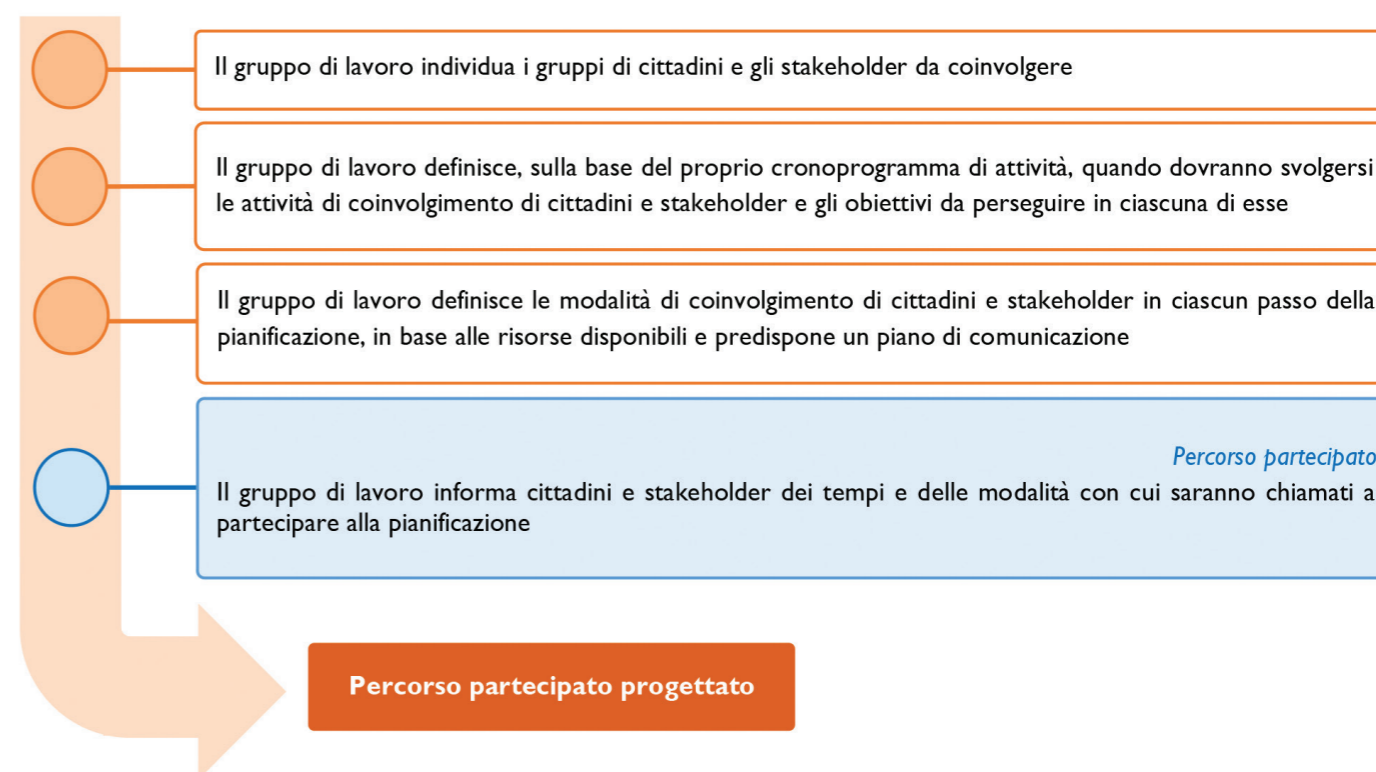 Il gruppo di lavoro individua i gruppi di cittadini e gli stakeholder da coinvolgere
Il gruppo di lavoro definisce, sulla base del proprio cronoprogramma di attività, quando dovranno svolgersi
le attività di coinvolgimento di cittadini e stakeholder e gli obiettivi da perseguire in ciascuna di esse
Il gruppo di lavoro definisce le modalità di coinvolgimento di cittadini e stakeholder in ciascun passo della
pianificazione, in base alle risorse disponibili e predispone un piano di comunicazione
Percorso partecipato
Il gruppo di lavoro informa cittadini e stakeholder dei tempi e delle modalità con cui saranno chiamati a
partecipare alla pianificazione
Percorso partecipato progettato